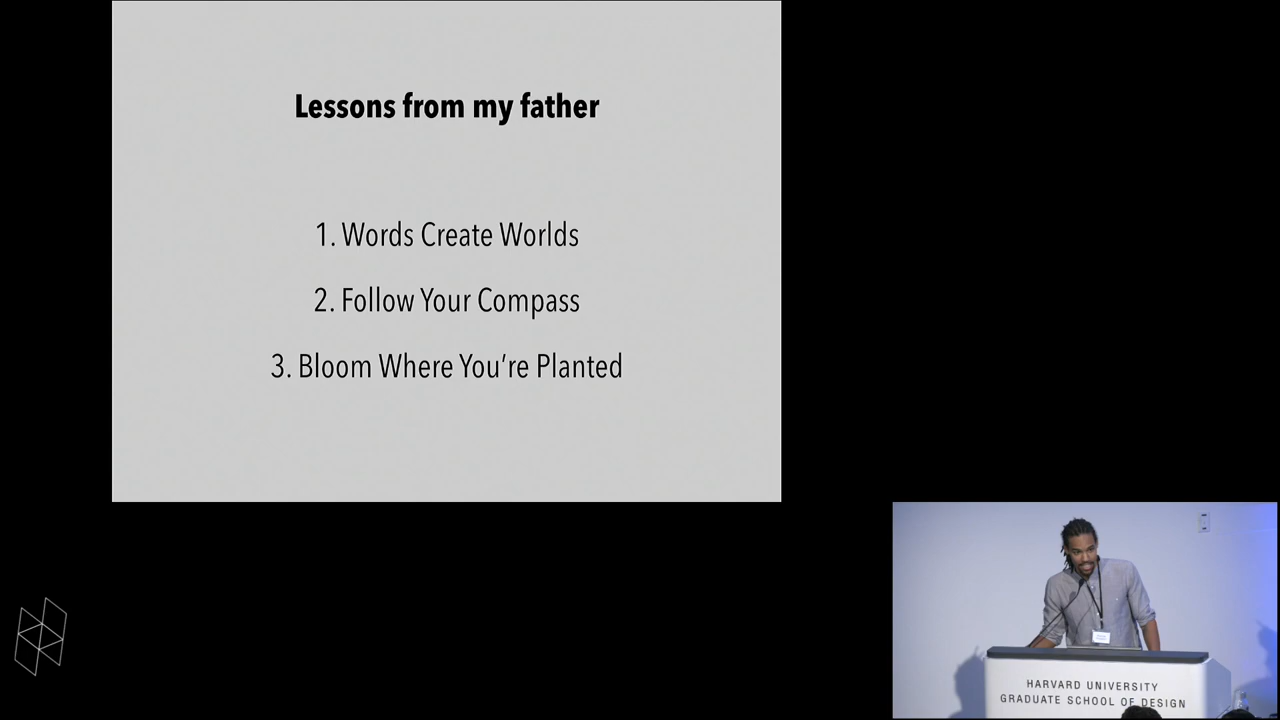 Lessons from my father
1. Words Create Worlds
2. Follow Your Compass
3. Bloom Where You’re Planted
HARVARD UNIVERSITY
GRADUATE SCHOOL OF DESIGN